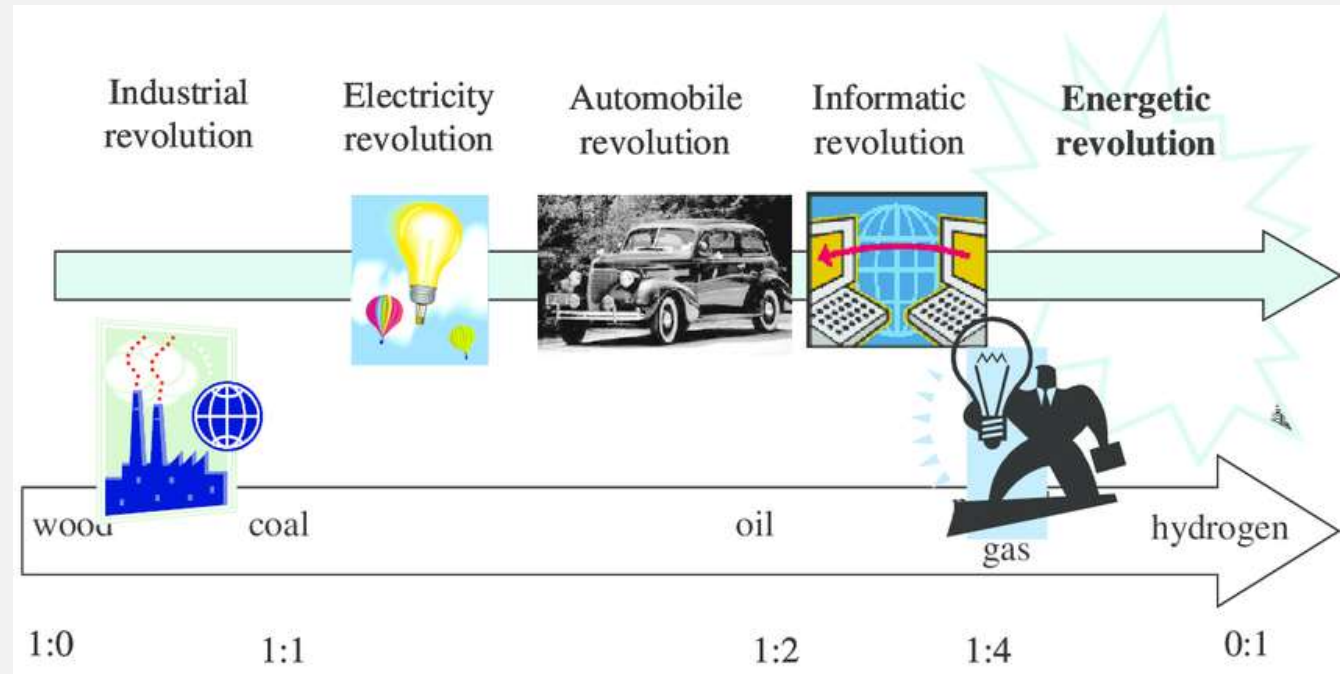 Industrial
revolution
Electricity
revolution
Automobile
revolution
Informatic
revolution
Energetic
revolution
wood
coal
oil
gas
hydrogen
1:0
1:1
1:2
1:4
0:1